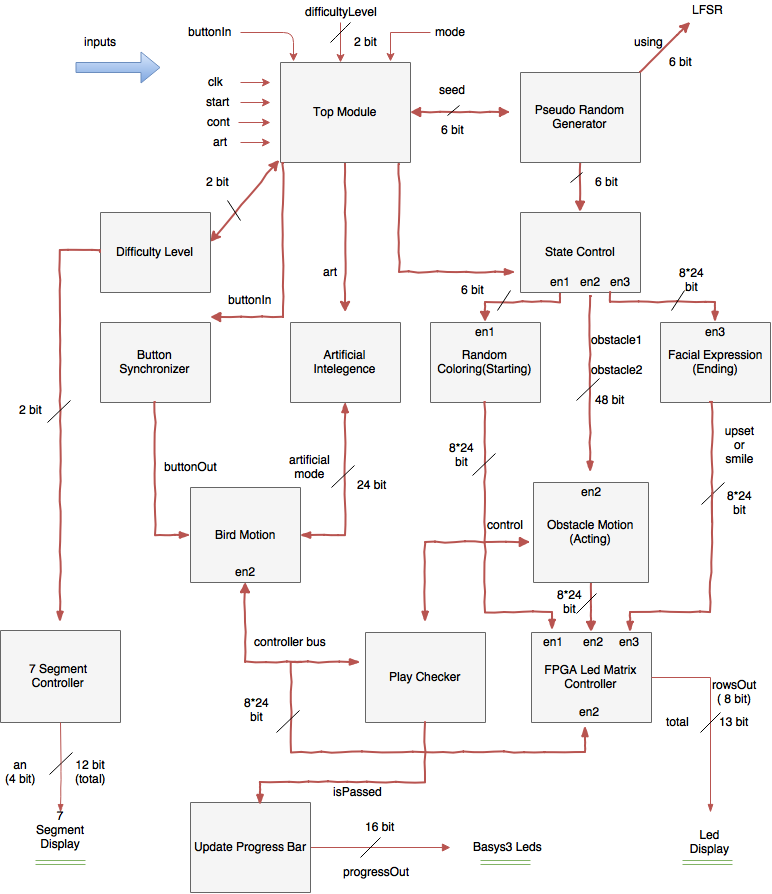 LFSR
difficultyLevel
buttonIn
mode
inputs
2 bit
using
6 bit
clk
start
cont
art
Top Module
seed
6 bit
Pseudo Random
Generator
2 bit
6 bit
Difficulty Level
State Control
en1 en2 en3
art
buttonIn
6 bit
8*24
bit
Button
Synchronizer
Artificial
Intelegence
en1
Random
Coloring(Starting)
obstacle1
obstacle2
48 bit
en3
Facial Expression
(Ending)
2 bit
buttonOut
artificial
mode
24 bit
8*24
bit
upset
or
smile
8*24
bit
Bird Motion
en2
control
en2
Obstacle Motion
(Acting)
8*24
bit
controller bus
8*24
bit
7 Segment
Controller
Play Checker
en1 en2 en3
FPGA Led Matrix
Controller
en2
rowsOut
( 8 bit)
total
13 bit
an
(4 bit)
12 bit
(total)
isPassed
7
Segment
Display
Update Progress Bar
16 bit
progressOut
Basys3 Leds
Led
Display